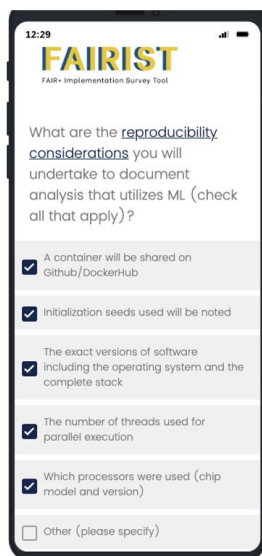 12:29
FAIRIST
FAIR+ Implementation Survey Tool
What are the reproducibility
considerations you will
undertake to document
analysis that utilizes ML (check
all that apply)?
A container will be shared on
Github/DockerHub
Initialization seeds used will be noted
The exact versions of software
including the operating system and the
complete stack
The number of threads used for
parallel execution
Which processors were used (chip
model and version)
Other (please specify)